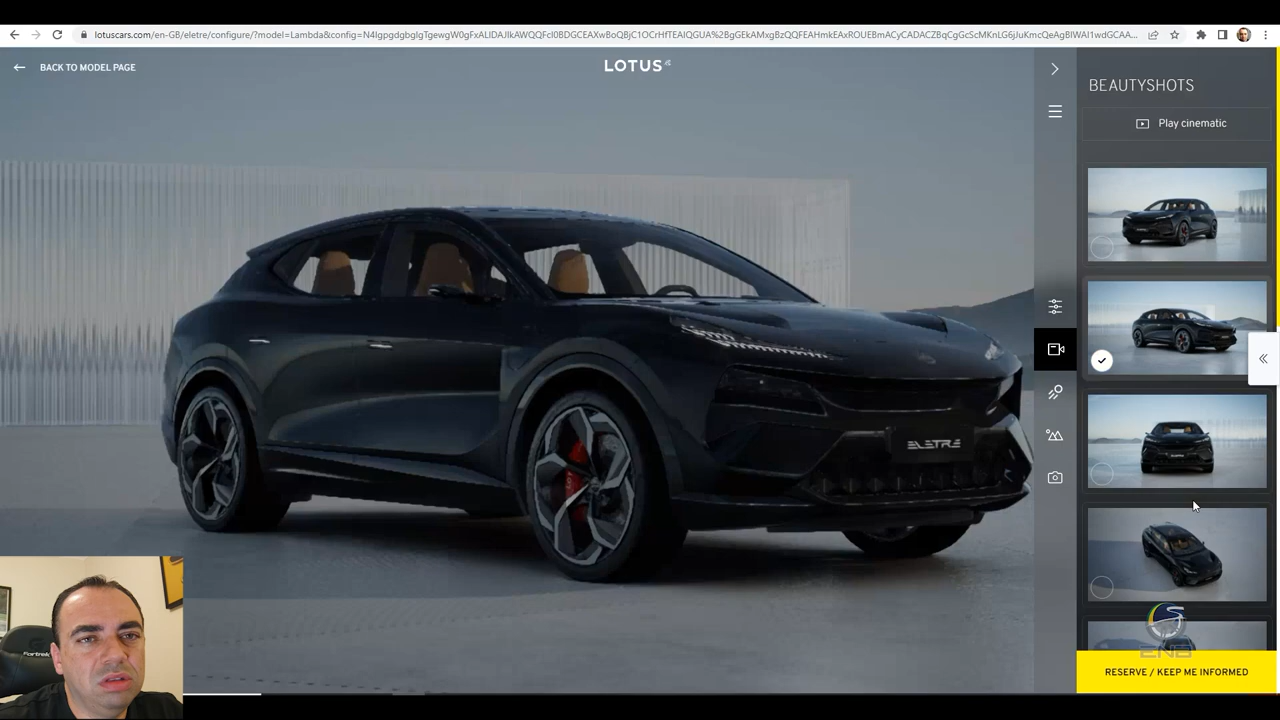 lotuscars.com/en-GB/eletre/configure/?model=Lambda&config=
BACK TO MODEL PAGE
LOTUS
BEAUTYSHOTS
Play cinematic
ELETRE
ENB
RESERVE / KEEP ME INFORMED